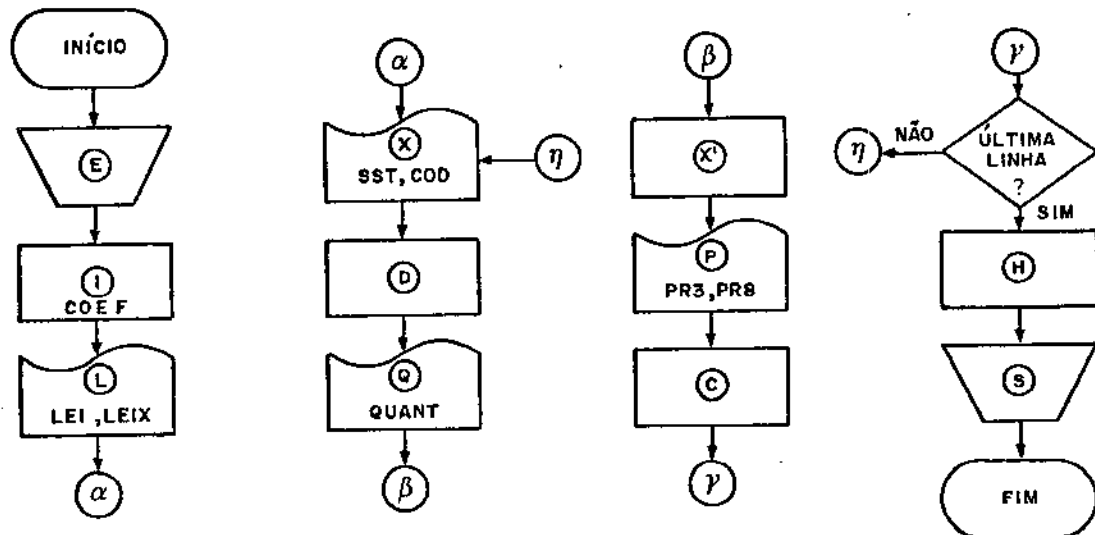 INÍCIO
E
I
COEF
L
LEI,LEIX
α
α
X
SST,COD
η
D
Q
QUANT
β
β
X'
P
PR3,PR8
C
γ
γ
ÚLTIMA
LINHA
?
NÃO
η
SIM
H
S
FIM